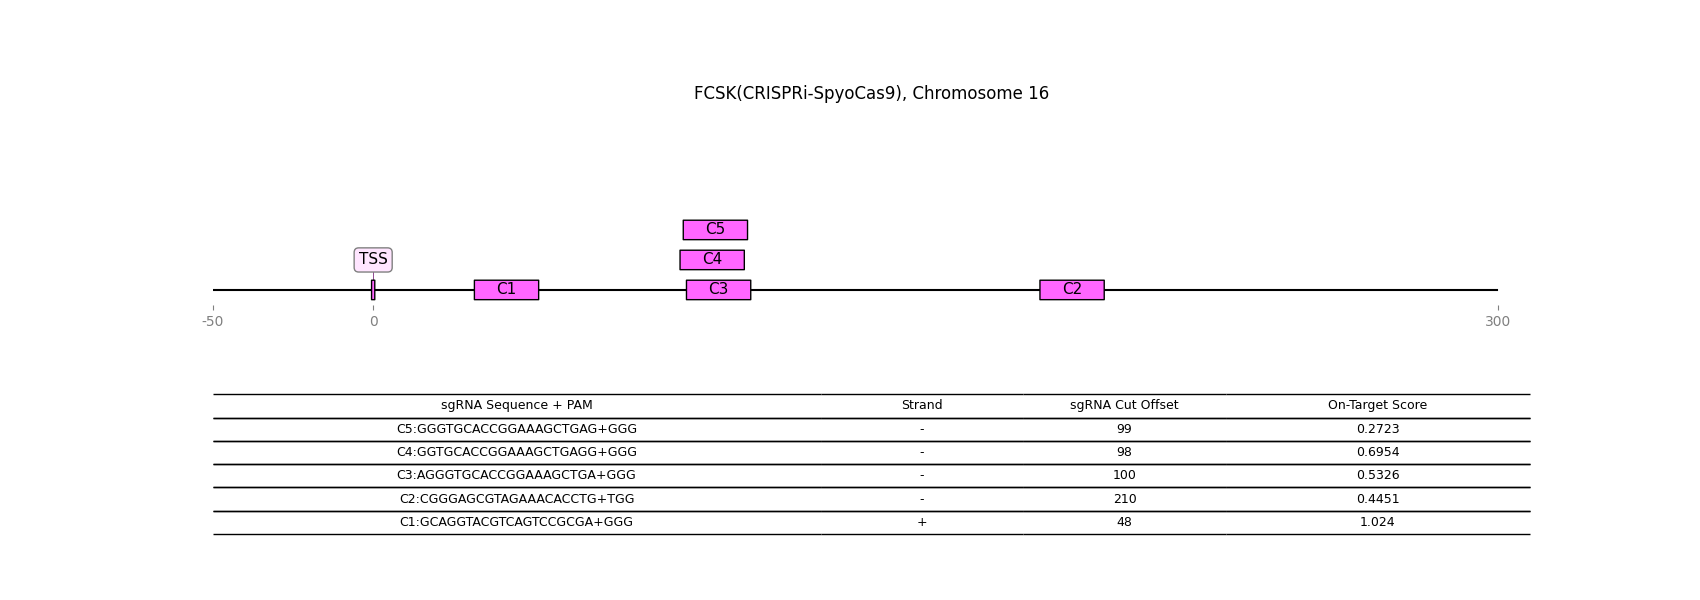 FCSK(CRISPRi-SpyoCas9), Chromosome 16
C5
TSS C4
C1 C3 C2
-50 0 300
sgRNA Sequence + PAM Strand sgRNA Cut Offset On-Target Score
C5:GGGTGCACCGGAAAGCTGAG+GGG - 99 0.2723
C4:GGTGCACCGGAAAGCTGAGG+GGG - 98 0.6954
C3:AGGGTGCACCGGAAAGCTGA+GGG - 100 0.5326
C2:CGGGAGCGTAGAAACACCTG+TGG - 210 0.4451
C1:GCAGGTACGTCAGTCCGCGA+GGG + 48 1.024